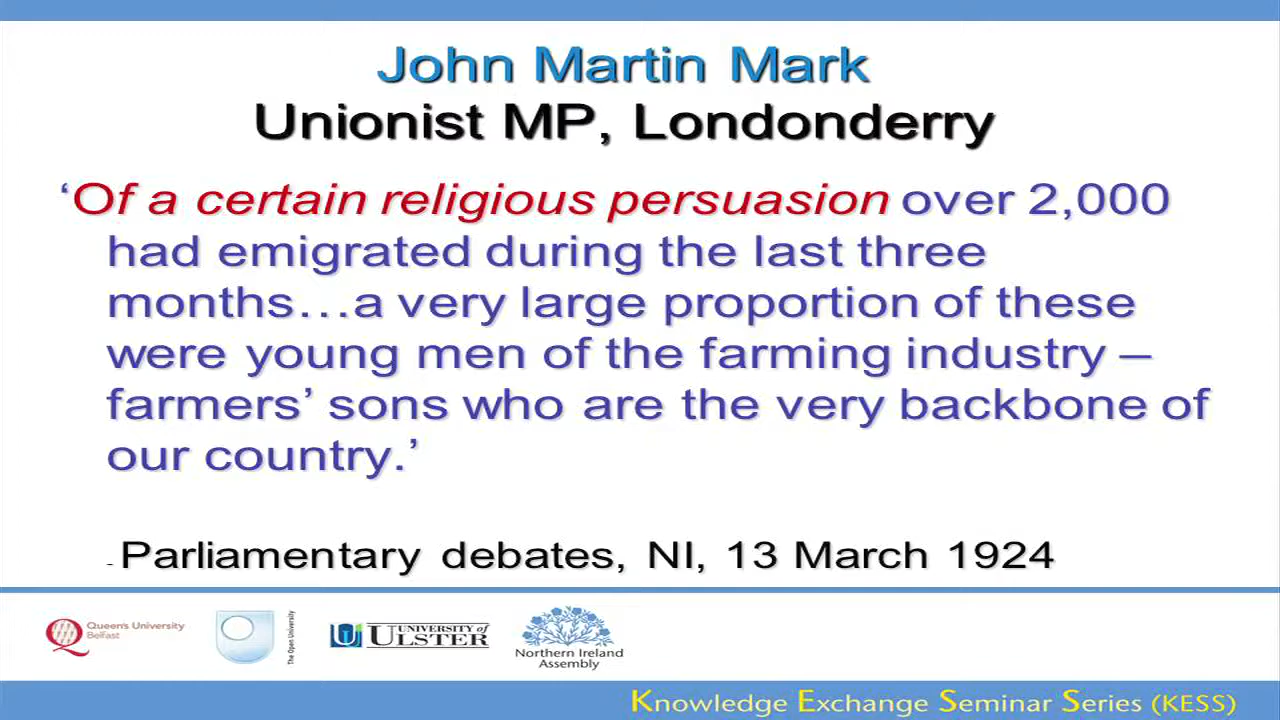 John Martin Mark
Unionist MP, Londonderry
‘Of a certain religious persuasion over 2,000
had emigrated during the last three
months…a very large proportion of these
were young men of the farming industry –
farmers’ sons who are the very backbone of
our country.’
- Parliamentary debates, NI, 13 March 1924
Queen's University
Belfast
The Open University
UNIVERSITY of
ULSTER
Northern Ireland
Assembly
Knowledge Exchange Seminar Series (KESS)